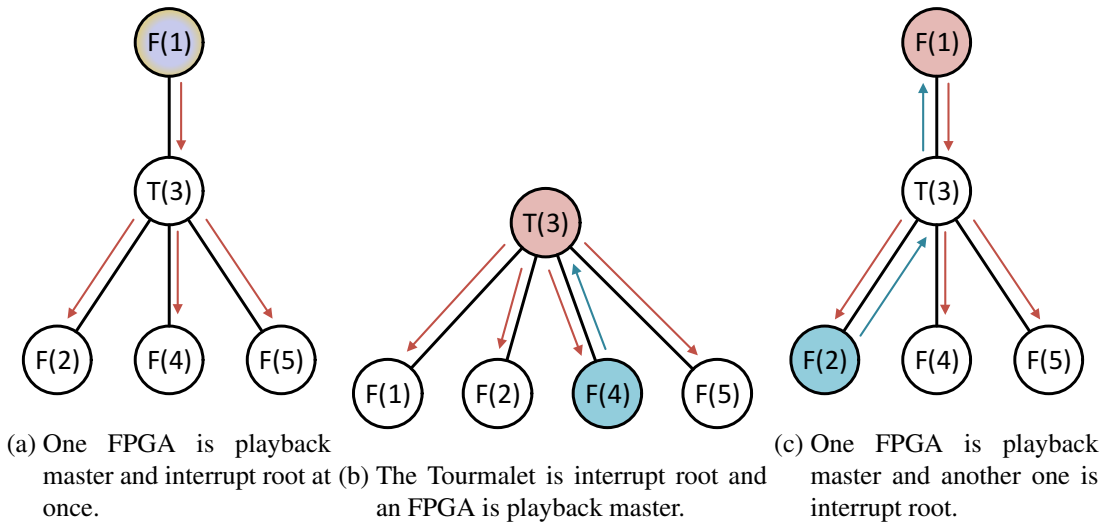 F(1)
T(3)
F(2) F(4) F(5)
(a) One FPGA is playback
master and interrupt root at
once.
T(3)
F(1) F(2) F(4) F(5)
(b) The Tourmalet is interrupt root and
an FPGA is playback master.
F(1)
T(3)
F(2) F(4) F(5)
(c) One FPGA is playback
master and another one is
interrupt root.